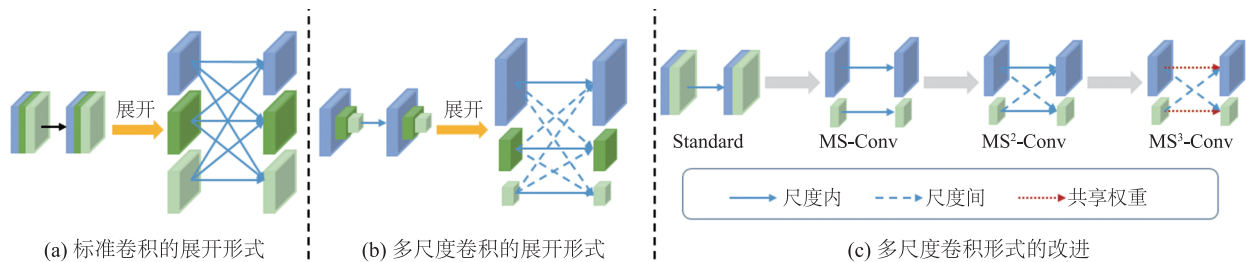 展开
展开
Standard
MS-Conv
MS²-Conv
MS³-Conv
尺度内
尺度间
共享权重
(a) 标准卷积的展开形式
(b) 多尺度卷积的展开形式
(c) 多尺度卷积形式的改进